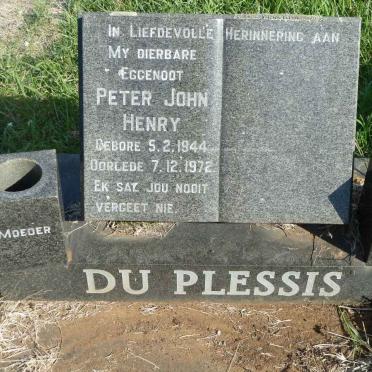 In Liefdevolle Herinnering aan
My dierbare
Eggenoot
Peter John
Henry
Gebore 5.2.1944
Oorlede 7.12.1972
Ek sal jou nooit
vergeet nie.
Moeder
DU PLESSIS